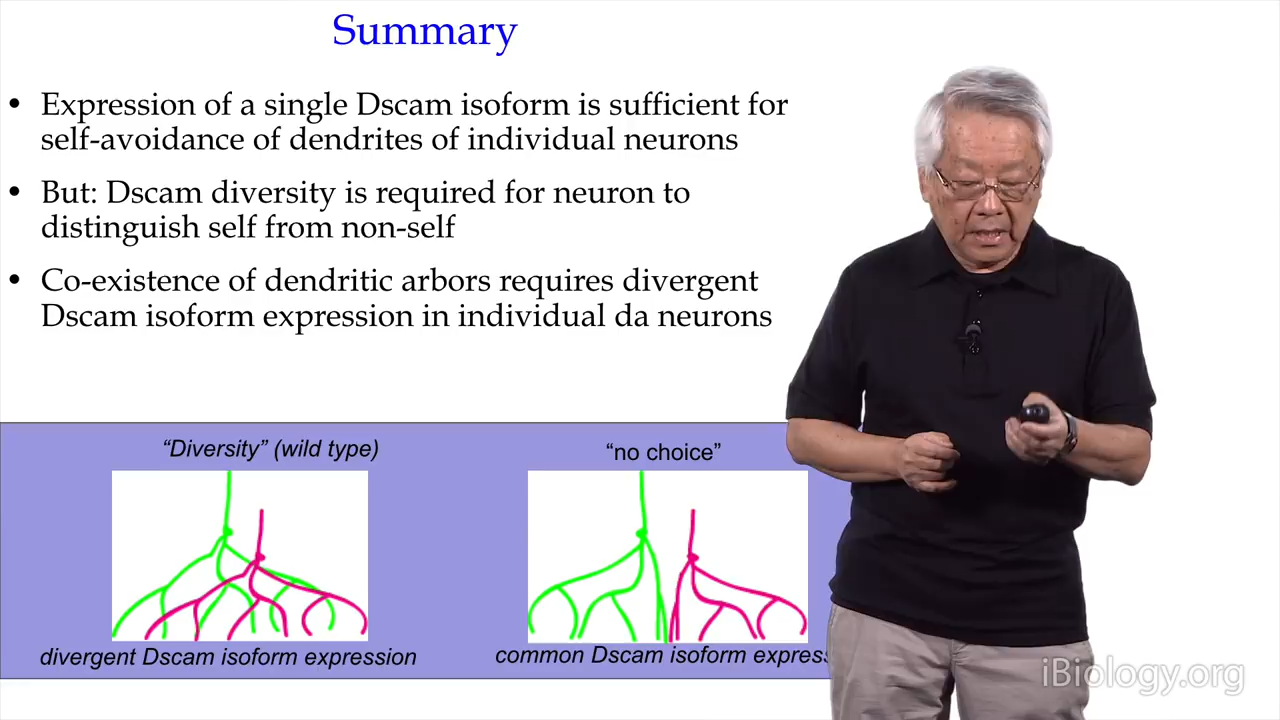 Summary
• Expression of a single Dscam isoform is sufficient for
self-avoidance of dendrites of individual neurons
• But: Dscam diversity is required for neuron to
distinguish self from non-self
• Co-existence of dendritic arbors requires divergent
Dscam isoform expression in individual da neurons
“Diversity” (wild type)
“no choice”
divergent Dscam isoform expression
common Dscam isoform express
iBiology.org